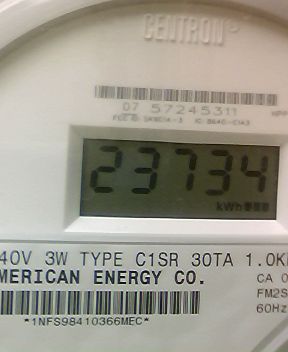 CENTRON®
07 57245311
23734
kWh
40V 3W TYPE C1SR 30TA 1.0K
MERICAN ENERGY CO.
CA 0
FM2S
60Hz
*1NFS98410366MEC*